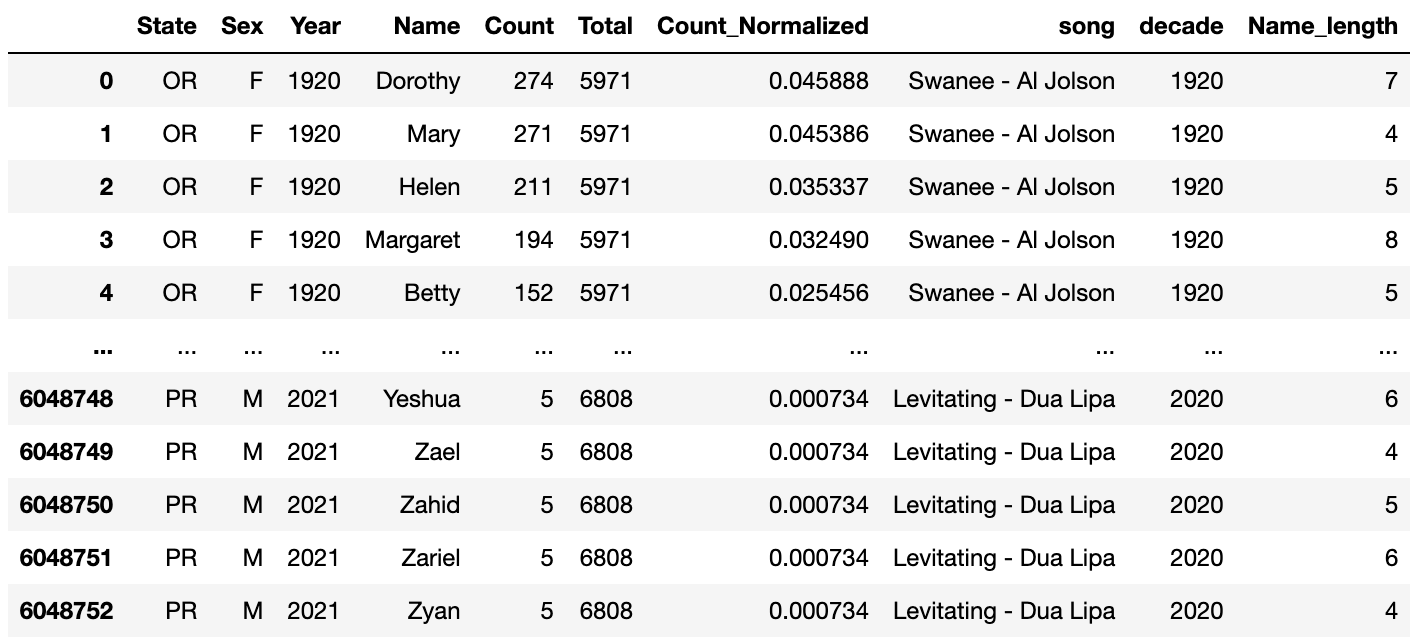 State Sex Year Name Count Total Count_Normalized song decade Name_length
0 OR F 1920 Dorothy 274 5971 0.045888 Swanee - Al Jolson 1920 7
1 OR F 1920 Mary 271 5971 0.045386 Swanee - Al Jolson 1920 4
2 OR F 1920 Helen 211 5971 0.035337 Swanee - Al Jolson 1920 5
3 OR F 1920 Margaret 194 5971 0.032490 Swanee - Al Jolson 1920 8
4 OR F 1920 Betty 152 5971 0.025456 Swanee - Al Jolson 1920 5
... ... ... ... ... ... ... ... ... ... ...
6048748 PR M 2021 Yeshua 5 6808 0.000734 Levitating - Dua Lipa 2020 6
6048749 PR M 2021 Zael 5 6808 0.000734 Levitating - Dua Lipa 2020 4
6048750 PR M 2021 Zahid 5 6808 0.000734 Levitating - Dua Lipa 2020 5
6048751 PR M 2021 Zariel 5 6808 0.000734 Levitating - Dua Lipa 2020 6
6048752 PR M 2021 Zyan 5 6808 0.000734 Levitating - Dua Lipa 2020 4